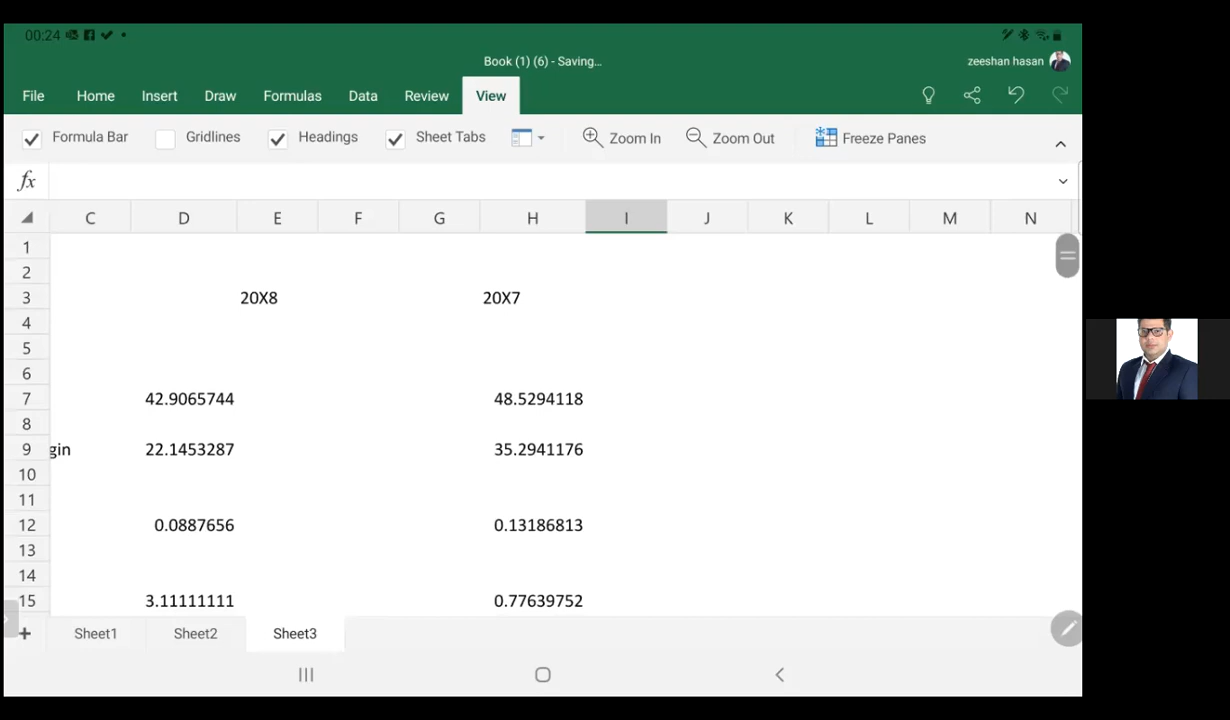 00:24
Book (1) (6) - Saving...
zeeshan hasan
File Home Insert Draw Formulas Data Review View
Formula Bar Gridlines Headings Sheet Tabs Zoom In Zoom Out Freeze Panes
fx
C D E F G H I J K L M N
1
2
3 20X8 20X7
4
5
6
7 42.9065744 48.5294118
8
9 gin 22.1453287 35.2941176
10
11
12 0.0887656 0.13186813
13
14
15 3.11111111 0.77639752
+ Sheet1 Sheet2 Sheet3